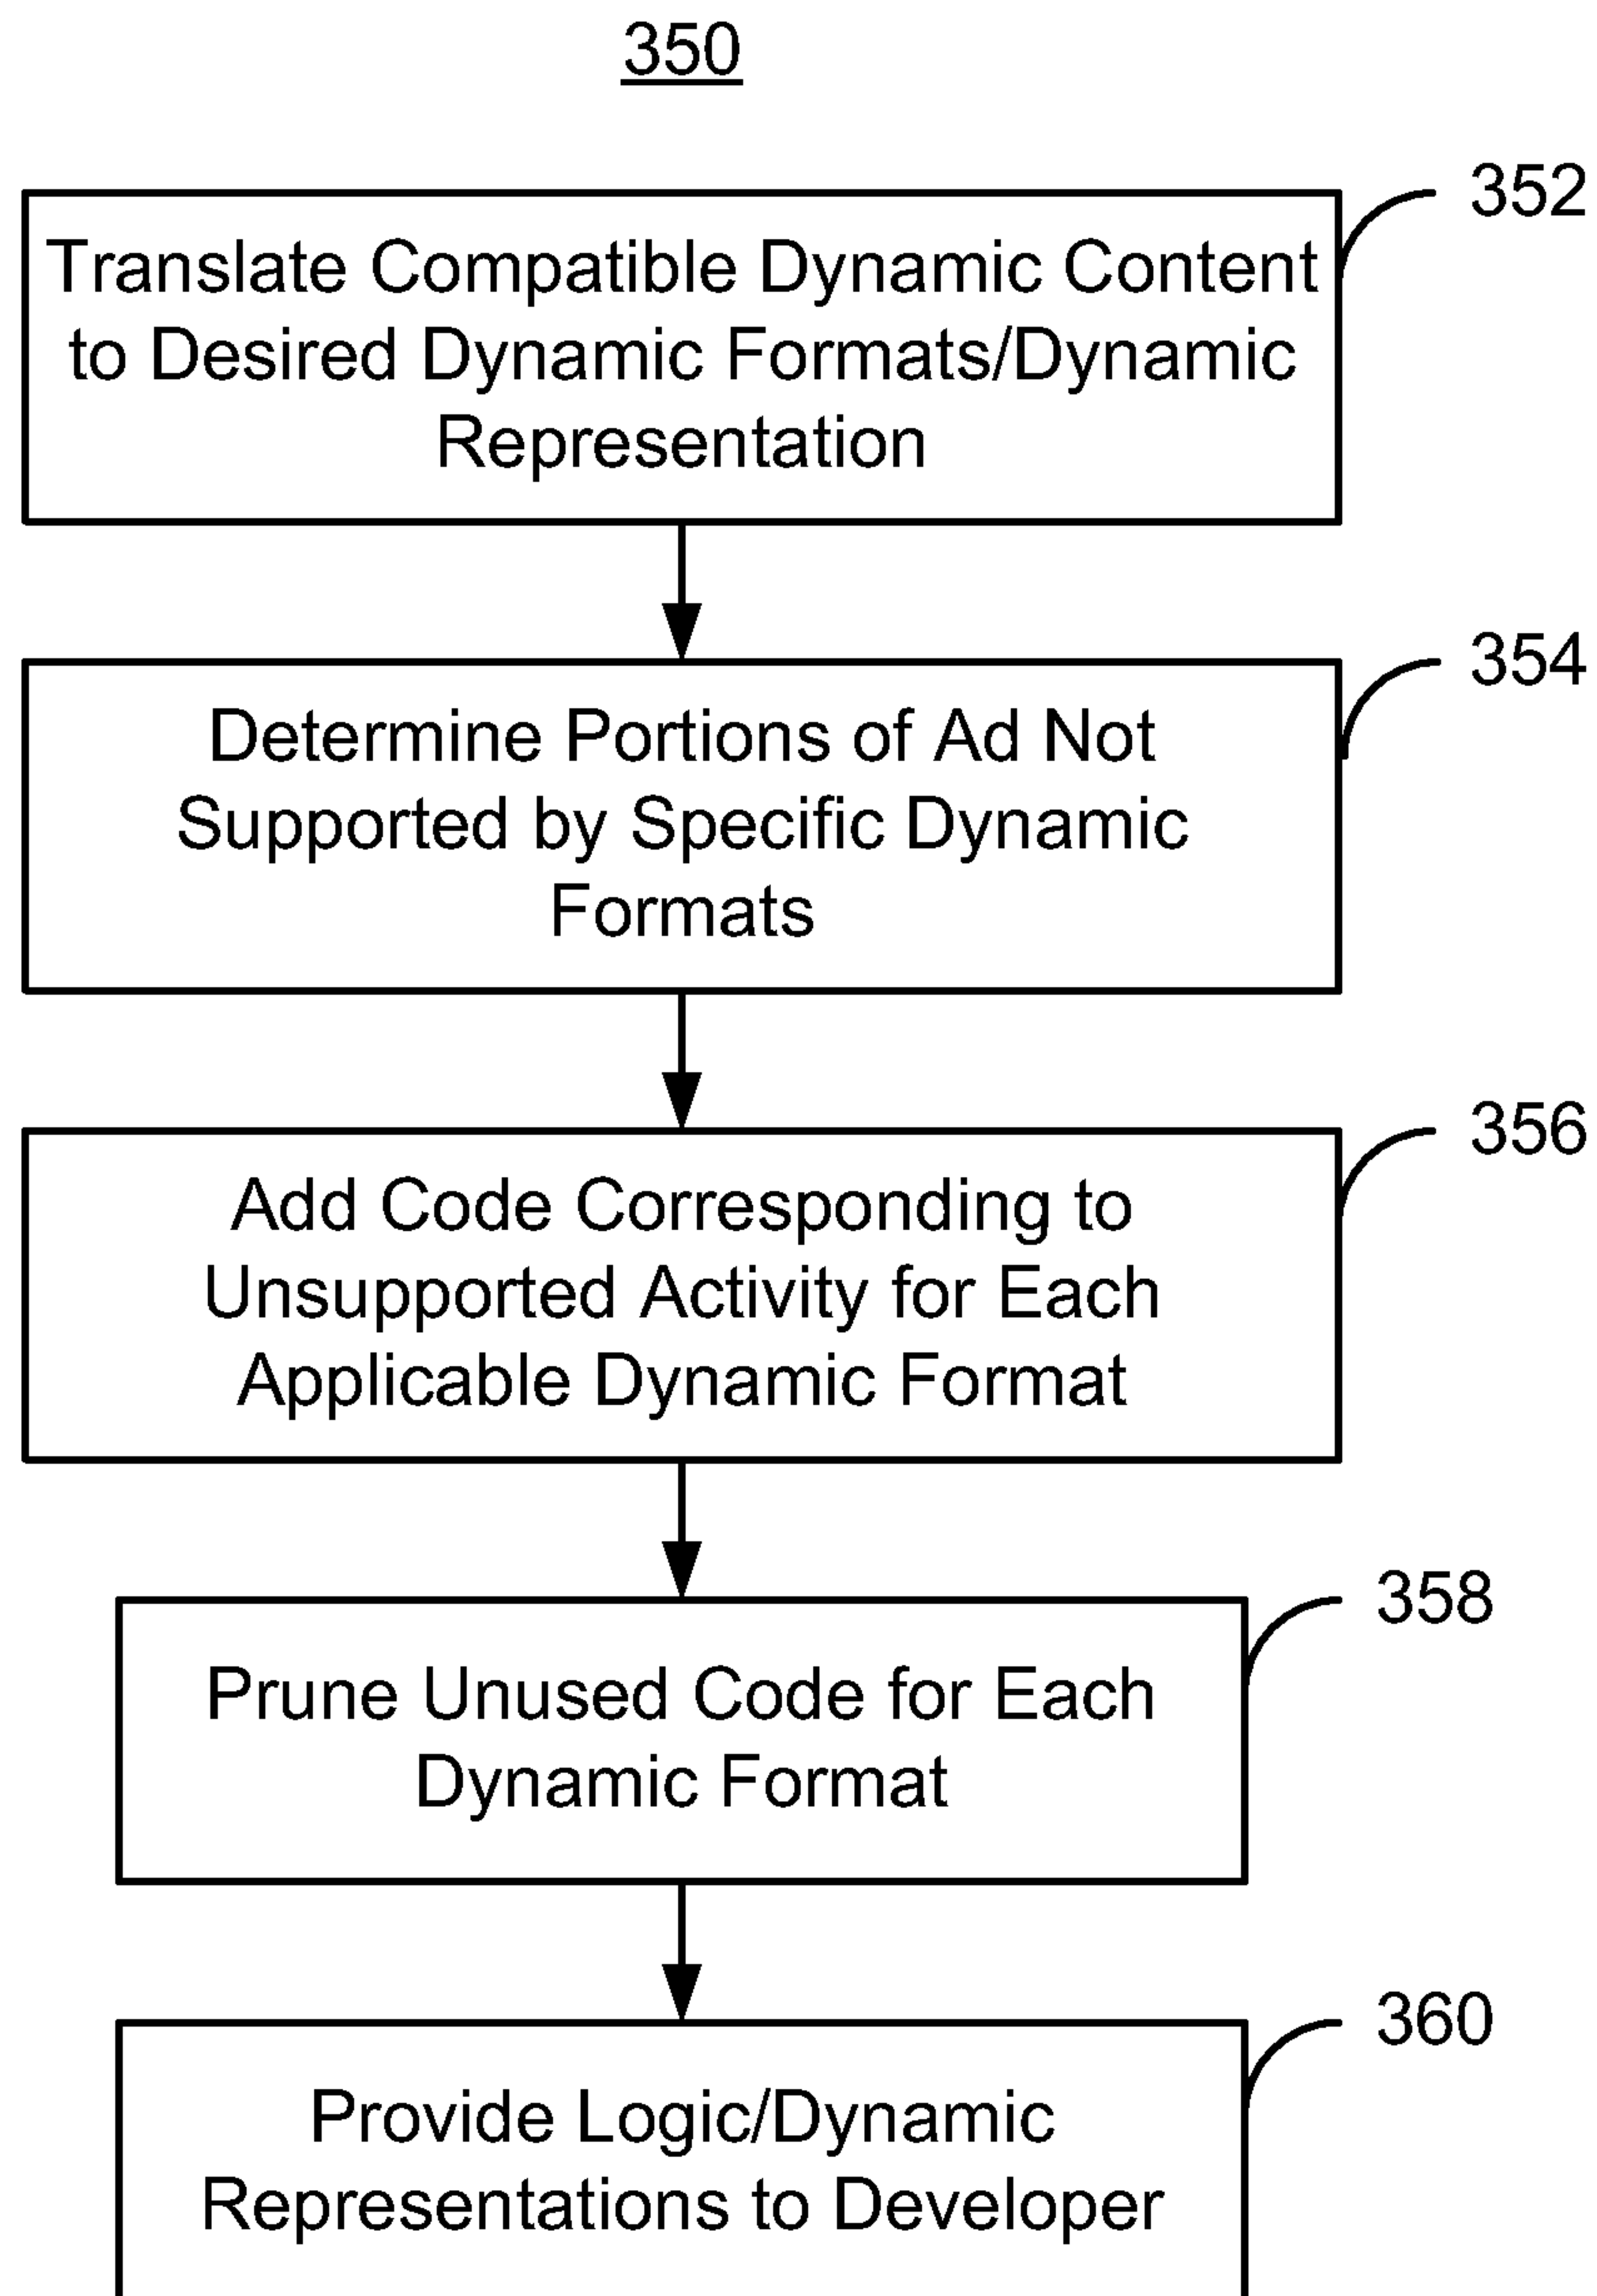 350
352
Translate Compatible Dynamic Content
to Desired Dynamic Formats/Dynamic
Representation
354
Determine Portions of Ad Not
Supported by Specific Dynamic
Formats
356
Add Code Corresponding to
Unsupported Activity for Each
Applicable Dynamic Format
358
Prune Unused Code for Each
Dynamic Format
360
Provide Logic/Dynamic
Representations to Developer